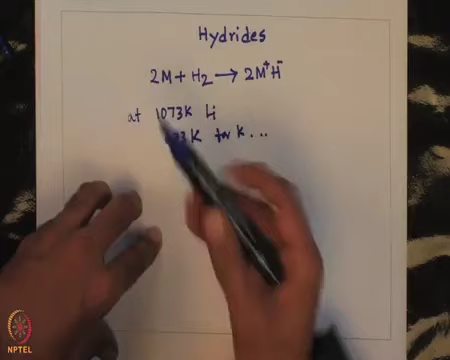 Hydrides
2M + H₂ → 2M⁺H⁻
at 1073K Li
K for K ...
NPTEL